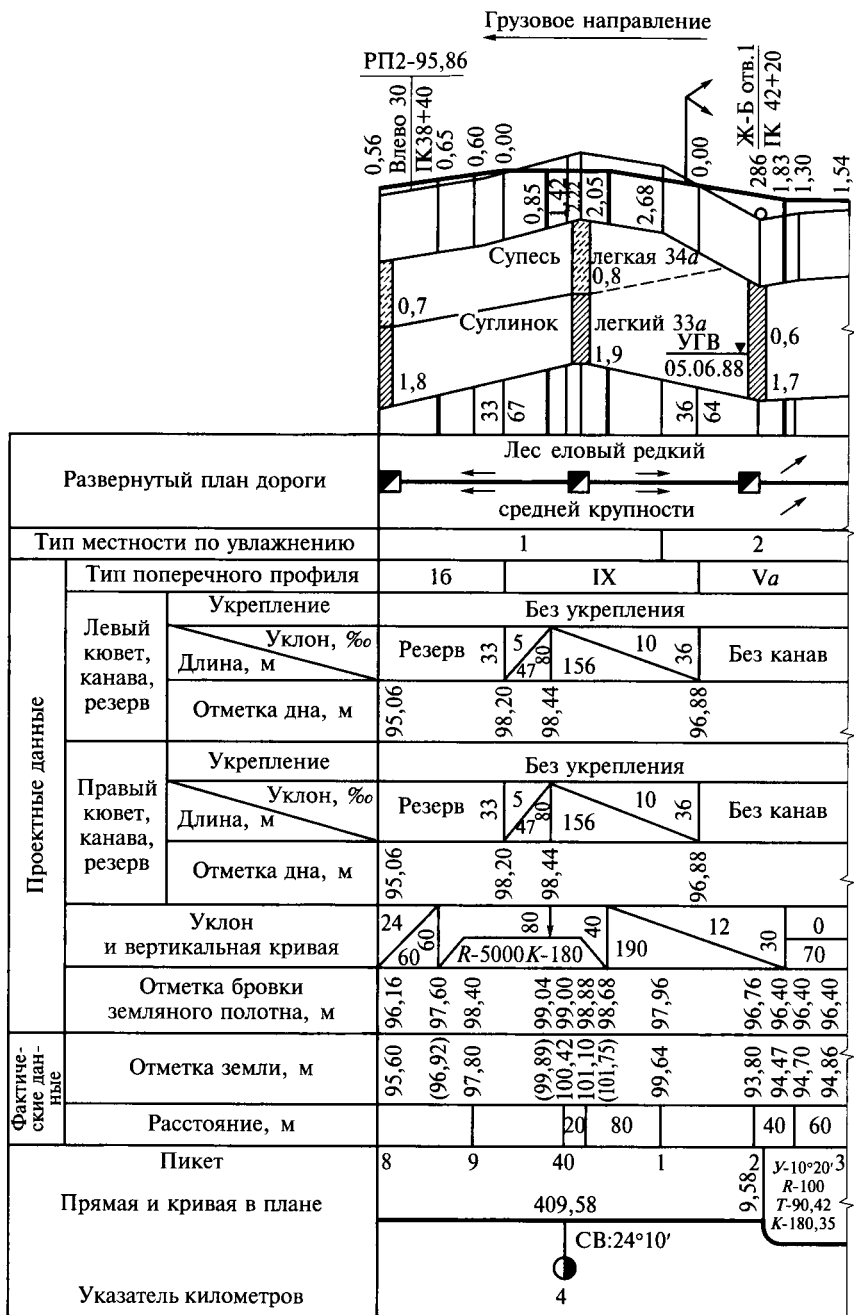 Грузовое направление
РП2-95,86
Влево 30
ПК38+40
Ж-Б отв.1
ПК 42+20
0,56
0,65
0,60
0,00
0,00
286
1,83
1,30
1,54
0,85
1,42
2,22
2,05
2,68
Супесь легкая 34а
0,8
0,7
Суглинок легкий 33а
УГВ
05.06.88
0,6
1,8
1,9
1,7
33
67
36
64
Развернутый план дороги
Лес еловый редкий
средней крупности
Тип местности по увлажнению
1
2
Проектные данные
Тип поперечного профиля
1б
IX
Va
Левый
кювет,
канава,
резерв
Укрепление
Без укрепления
Уклон, ‰
Длина, м
Резерв
33
5
47
80
10
156
36
Без канав
Отметка дна, м
95,06
98,20
98,44
96,88
Правый
кювет,
канава,
резерв
Укрепление
Без укрепления
Уклон, ‰
Длина, м
Резерв
33
5
47
80
10
156
36
Без канав
Отметка дна, м
95,06
98,20
98,44
96,88
Уклон
и вертикальная кривая
24
60
60
80
R-5000 K-180
40
190
12
30
0
70
Отметка бровки
земляного полотна, м
96,16
97,60
98,40
99,04
99,00
98,88
98,68
97,96
96,76
96,40
96,40
96,40
Фактиче-
ские дан-
ные
Отметка земли, м
95,60
(96,92)
97,80
(99,89)
100,42
101,10
(101,75)
99,64
93,80
94,47
94,70
94,86
Расстояние, м
20
80
40
60
Пикет
8
9
40
1
2
3
Прямая и кривая в плане
409,58
9,58
У-10°20'
R-100
Т-90,42
К-180,35
СВ:24°10'
Указатель километров
4